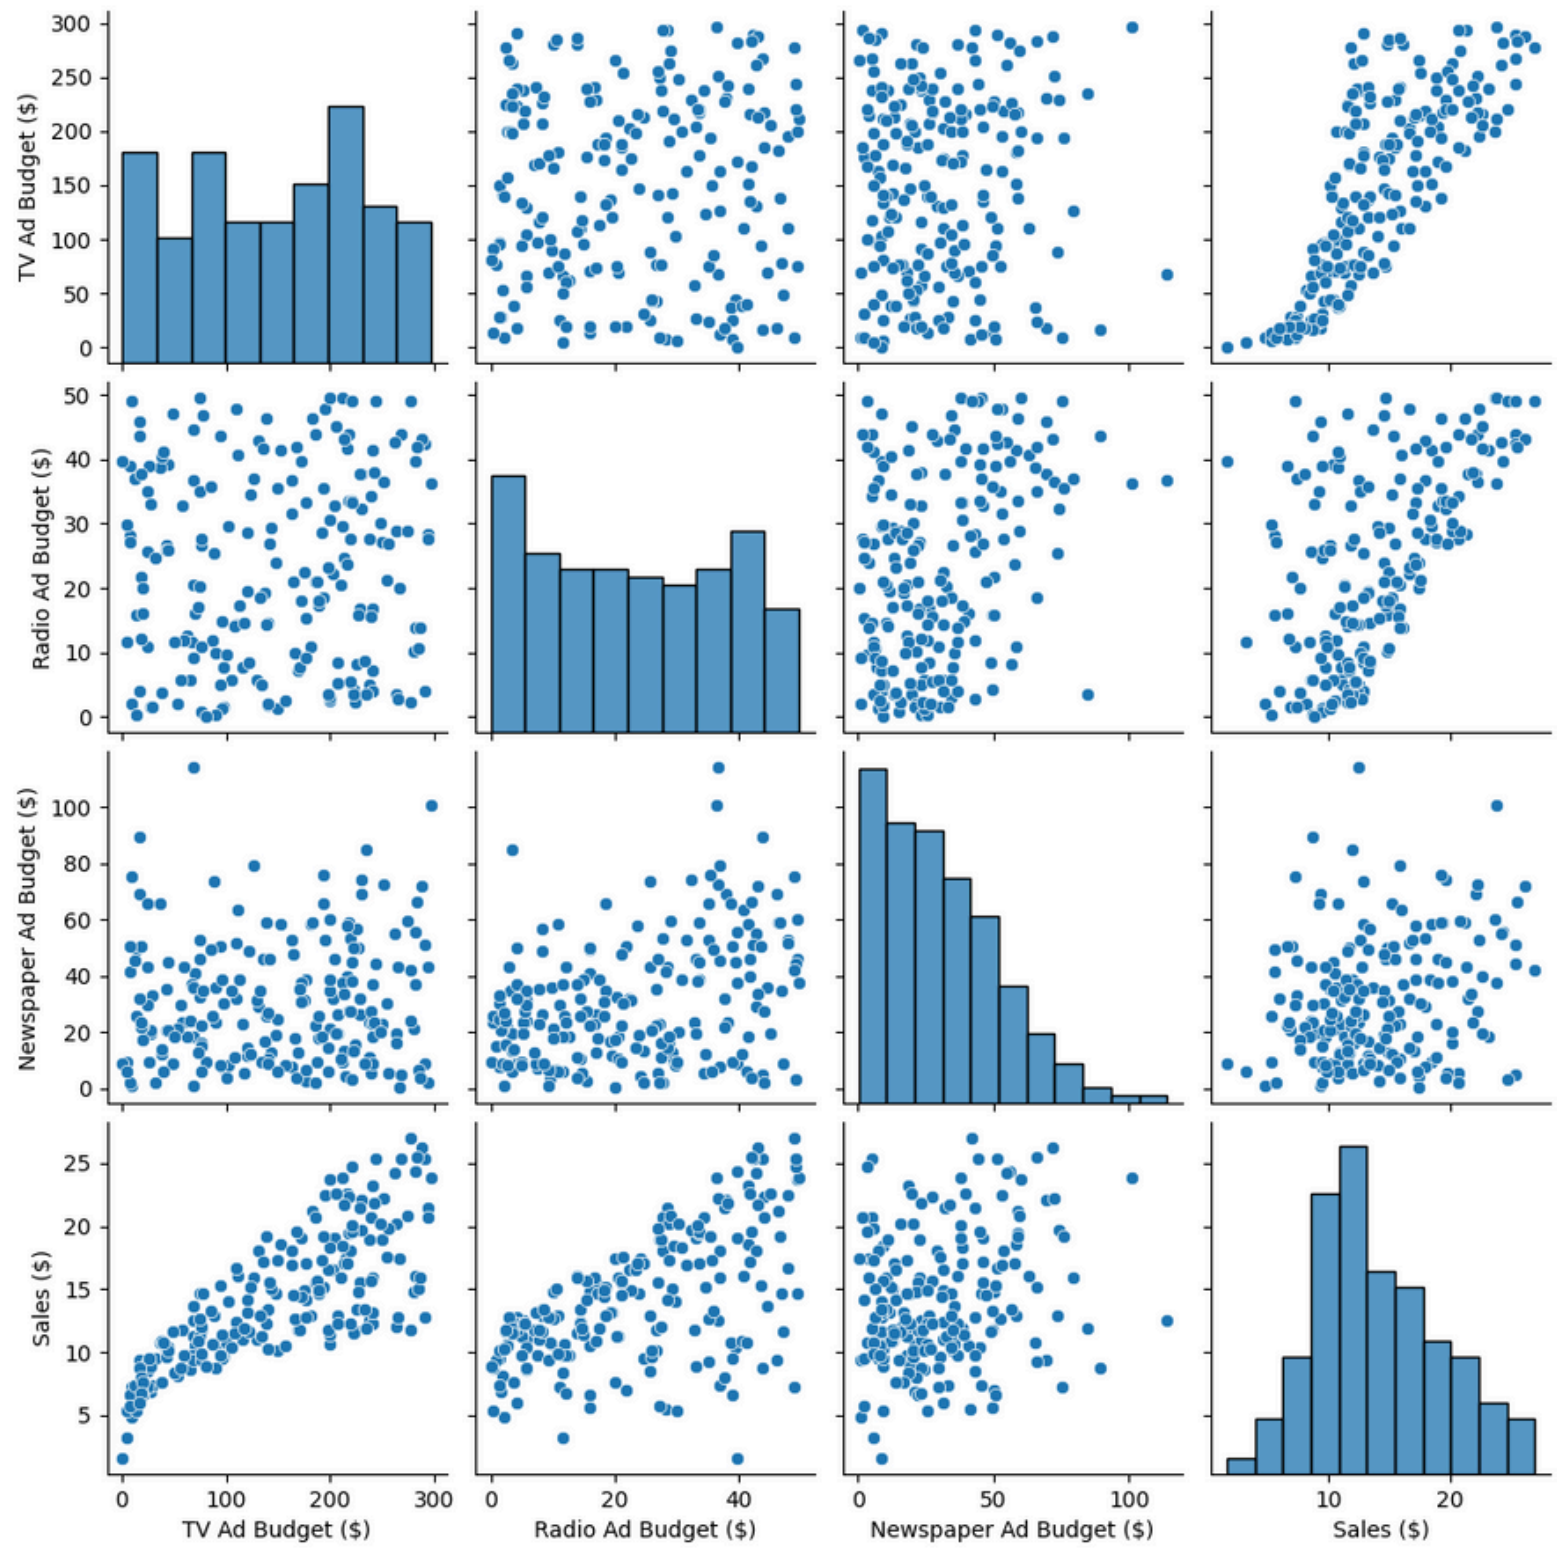 300
250
200
150
100
50
0
TV Ad Budget ($)
50
40
30
20
10
0
Radio Ad Budget ($)
100
80
60
40
20
0
Newspaper Ad Budget ($)
25
20
15
10
5
Sales ($)
0 100 200 300
TV Ad Budget ($)
0 20 40
Radio Ad Budget ($)
0 50 100
Newspaper Ad Budget ($)
10 20
Sales ($)